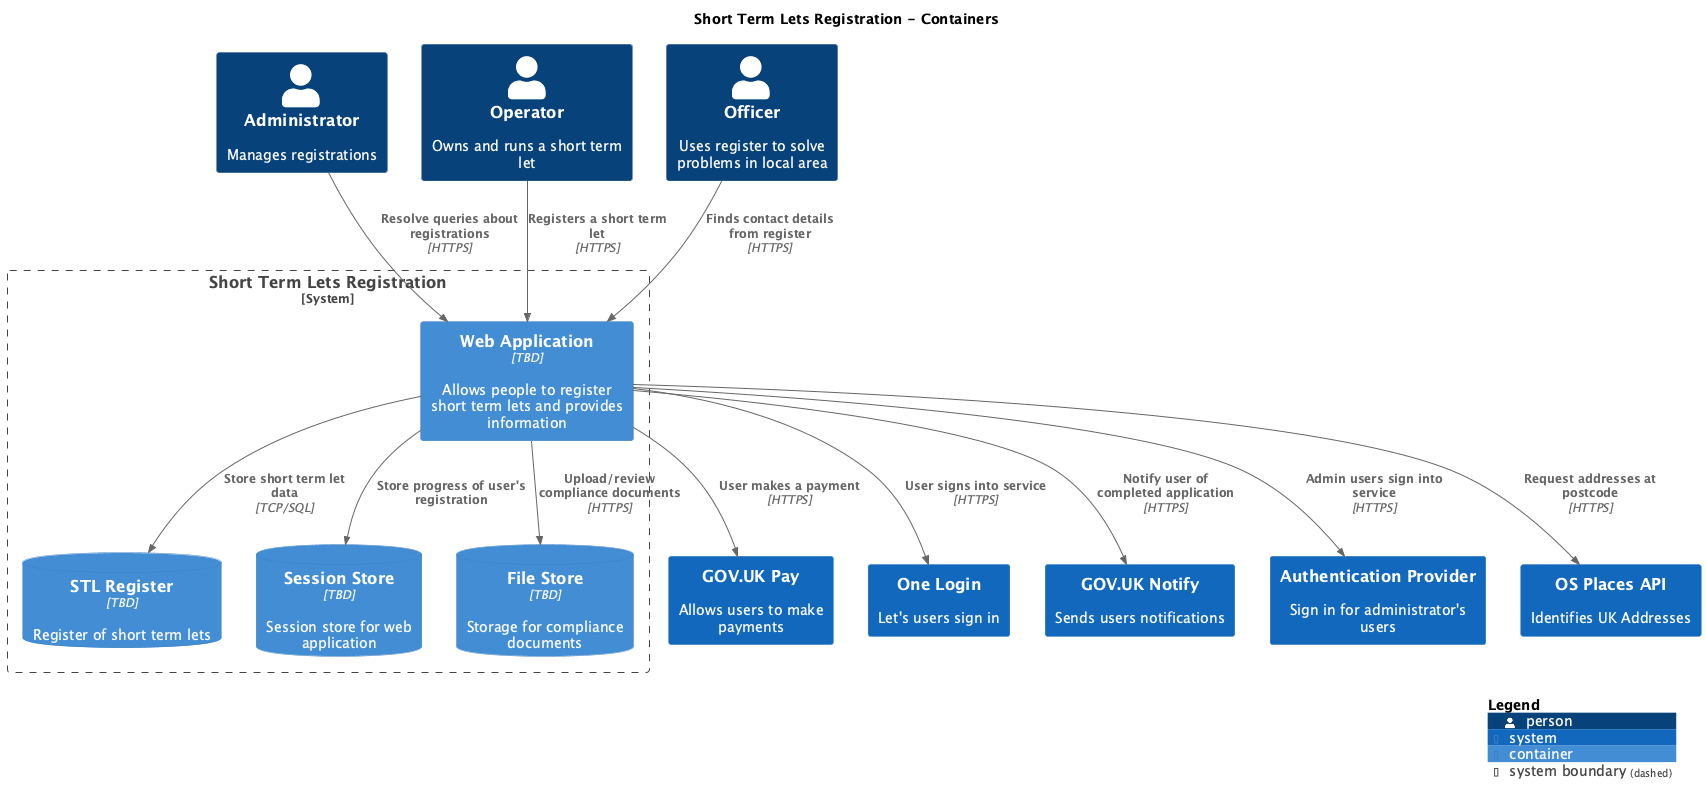 Short Term Lets Registration – Containers
Administrator
Manages registrations
Operator
Owns and runs a short term
let
Officer
Uses register to solve
problems in local area
Resolve queries about
registrations
[HTTPS]
Registers a short term
let
[HTTPS]
Finds contact details
from register
[HTTPS]
Short Term Lets Registration
[System]
Web Application
[TBD]
Allows people to register
short term lets and provides
information
Store short term let
data
[TCP/SQL]
Store progress of user's
registration
Upload/review
compliance documents
[HTTPS]
User makes a payment
[HTTPS]
User signs into service
[HTTPS]
Notify user of
completed application
[HTTPS]
Admin users sign into
service
[HTTPS]
Request addresses at
postcode
[HTTPS]
STL Register
[TBD]
Register of short term lets
Session Store
[TBD]
Session store for web
application
File Store
[TBD]
Storage for compliance
documents
GOV.UK Pay
Allows users to make
payments
One Login
Let's users sign in
GOV.UK Notify
Sends users notifications
Authentication Provider
Sign in for administrator's
users
OS Places API
Identifies UK Addresses
Legend
person
system
container
system boundary (dashed)